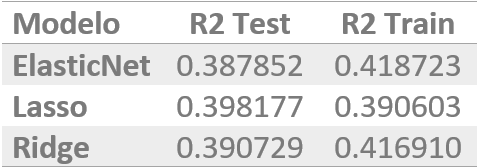 Modelo R2 Test R2 Train
ElasticNet 0.387852 0.418723
Lasso 0.398177 0.390603
Ridge 0.390729 0.416910